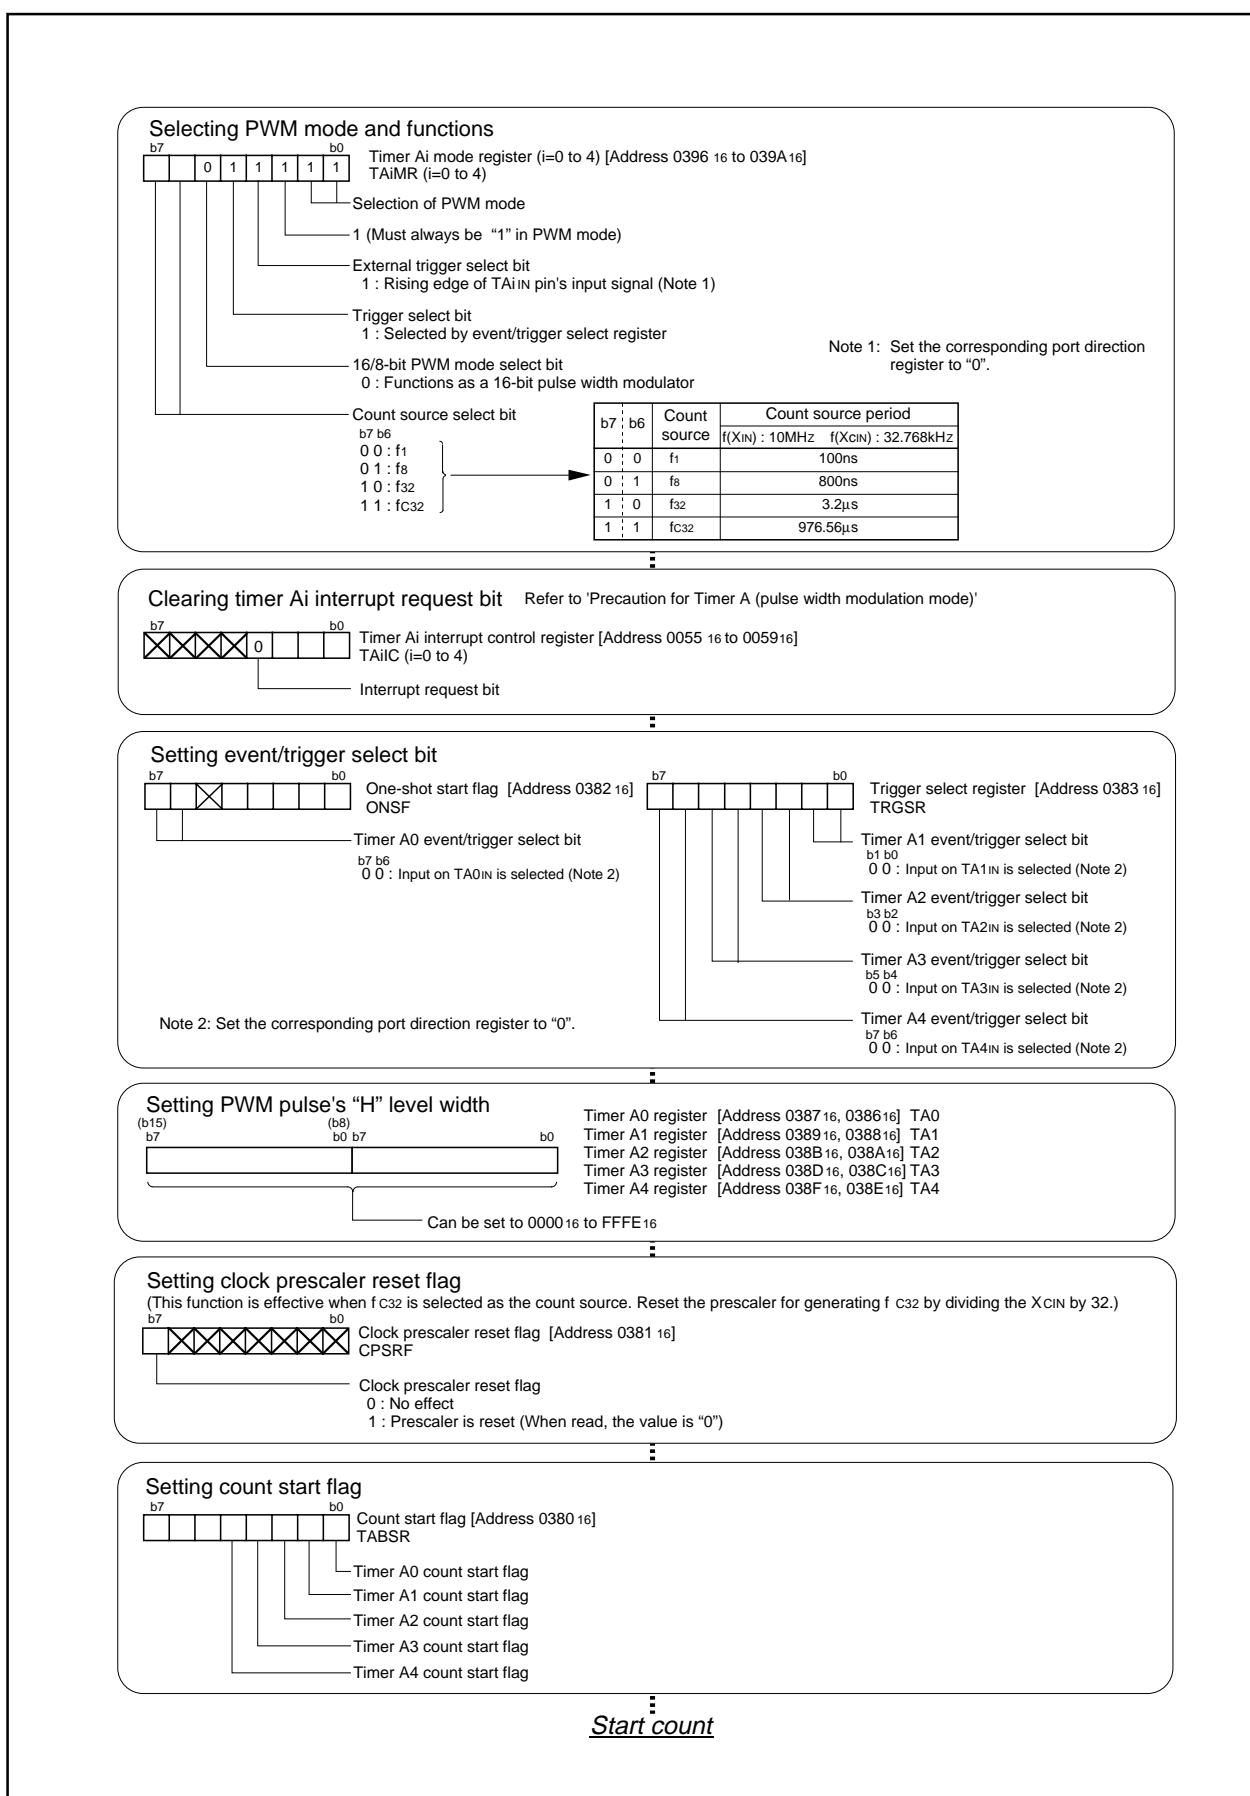 Selecting PWM mode and functions
b7 b0
0 1 1 1 1 1
Timer Ai mode register (i=0 to 4) [Address 0396 16 to 039A16]
TAiMR (i=0 to 4)
Selection of PWM mode
1 (Must always be “1” in PWM mode)
External trigger select bit
1 : Rising edge of TAiIN pin's input signal (Note 1)
Trigger select bit
1 : Selected by event/trigger select register
16/8-bit PWM mode select bit
0 : Functions as a 16-bit pulse width modulator
Note 1: Set the corresponding port direction
register to “0”.
Count source select bit
b7 b6
0 0 : f1
0 1 : f8
1 0 : f32
1 1 : fC32
b7 b6 Count source Count source period
f(XIN) : 10MHz f(XCIN) : 32.768kHz
0 0 f1 100ns
0 1 f8 800ns
1 0 f32 3.2μs
1 1 fC32 976.56μs
Clearing timer Ai interrupt request bit Refer to 'Precaution for Timer A (pulse width modulation mode)'
b7 b0
0
Timer Ai interrupt control register [Address 0055 16 to 005916]
TAiIC (i=0 to 4)
Interrupt request bit
Setting event/trigger select bit
b7 b0
One-shot start flag [Address 0382 16]
ONSF
Timer A0 event/trigger select bit
b7 b6
0 0 : Input on TA0IN is selected (Note 2)
Note 2: Set the corresponding port direction register to “0”.
b7 b0
Trigger select register [Address 0383 16]
TRGSR
Timer A1 event/trigger select bit
b1 b0
0 0 : Input on TA1IN is selected (Note 2)
Timer A2 event/trigger select bit
b3 b2
0 0 : Input on TA2IN is selected (Note 2)
Timer A3 event/trigger select bit
b5 b4
0 0 : Input on TA3IN is selected (Note 2)
Timer A4 event/trigger select bit
b7 b6
0 0 : Input on TA4IN is selected (Note 2)
Setting PWM pulse's “H” level width
(b15) (b8)
b7 b0 b7 b0
Timer A0 register [Address 038716, 038616] TA0
Timer A1 register [Address 038916, 038816] TA1
Timer A2 register [Address 038B16, 038A16] TA2
Timer A3 register [Address 038D16, 038C16] TA3
Timer A4 register [Address 038F16, 038E16] TA4
Can be set to 0000 16 to FFFE16
Setting clock prescaler reset flag
(This function is effective when f C32 is selected as the count source. Reset the prescaler for generating f C32 by dividing the XCIN by 32.)
b7 b0
Clock prescaler reset flag [Address 0381 16]
CPSRF
Clock prescaler reset flag
0 : No effect
1 : Prescaler is reset (When read, the value is “0”)
Setting count start flag
b7 b0
Count start flag [Address 0380 16]
TABSR
Timer A0 count start flag
Timer A1 count start flag
Timer A2 count start flag
Timer A3 count start flag
Timer A4 count start flag
Start count